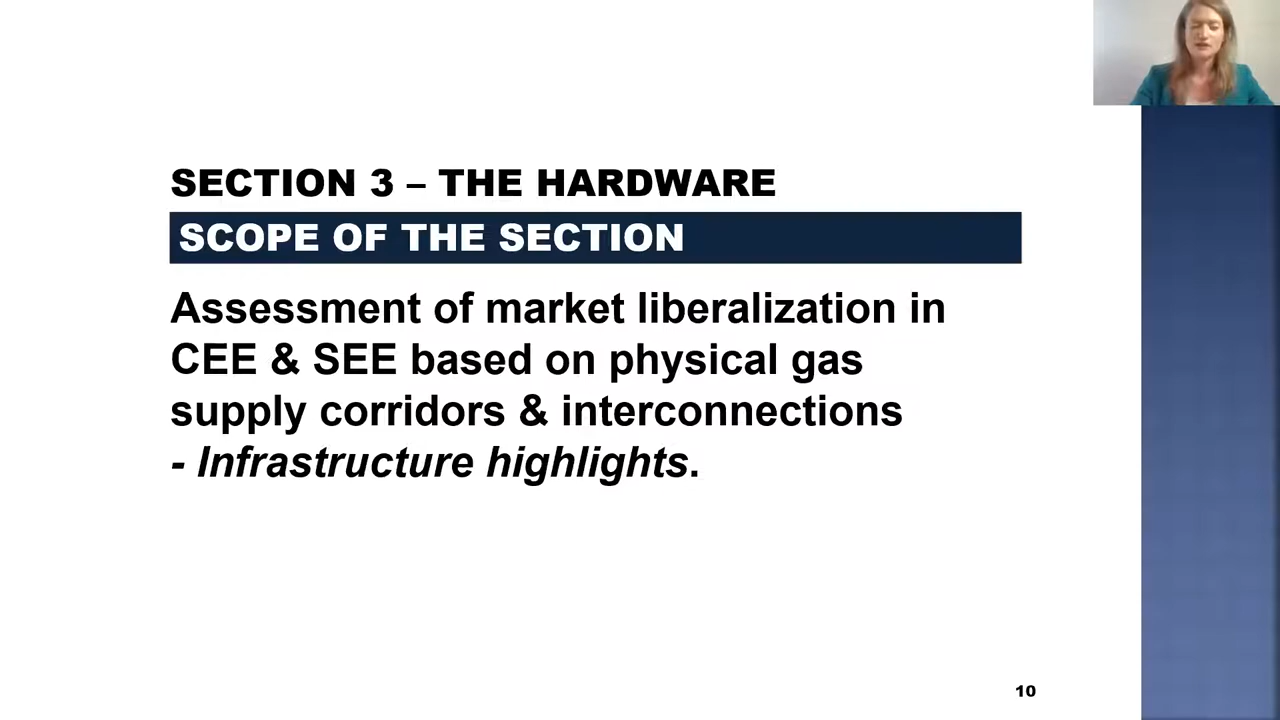 SECTION 3 – THE HARDWARE
SCOPE OF THE SECTION
Assessment of market liberalization in
CEE & SEE based on physical gas
supply corridors & interconnections
- Infrastructure highlights.
10